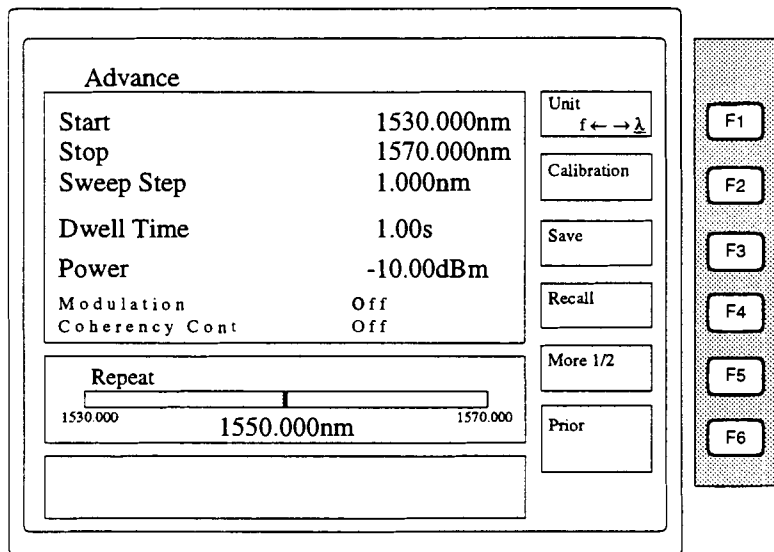 Advance
Start 1530.000nm
Stop 1570.000nm
Sweep Step 1.000nm
Dwell Time 1.00s
Power -10.00dBm
Modulation Off
Coherency Cont Off
Repeat
1530.000 1570.000
1550.000nm
Unit
f ← → λ
Calibration
Save
Recall
More 1/2
Prior
F1
F2
F3
F4
F5
F6